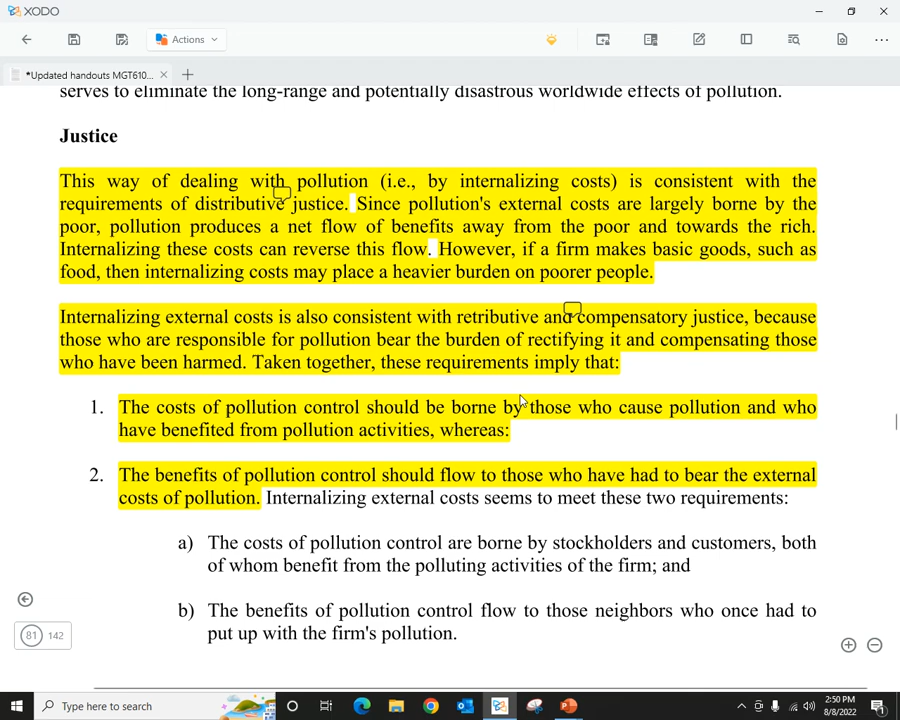 XODO
Actions
*Updated handouts MGT610...
serves to eliminate the long-range and potentially disastrous worldwide effects of pollution.
Justice
This way of dealing with pollution (i.e., by internalizing costs) is consistent with the
requirements of distributive justice. Since pollution's external costs are largely borne by the
poor, pollution produces a net flow of benefits away from the poor and towards the rich.
Internalizing these costs can reverse this flow. However, if a firm makes basic goods, such as
food, then internalizing costs may place a heavier burden on poorer people.
Internalizing external costs is also consistent with retributive and compensatory justice, because
those who are responsible for pollution bear the burden of rectifying it and compensating those
who have been harmed. Taken together, these requirements imply that:
1. The costs of pollution control should be borne by those who cause pollution and who
have benefited from pollution activities, whereas:
2. The benefits of pollution control should flow to those who have had to bear the external
costs of pollution. Internalizing external costs seems to meet these two requirements:
a) The costs of pollution control are borne by stockholders and customers, both
of whom benefit from the polluting activities of the firm; and
b) The benefits of pollution control flow to those neighbors who once had to
put up with the firm's pollution.
81 142
Type here to search
2:50 PM
8/8/2022
1